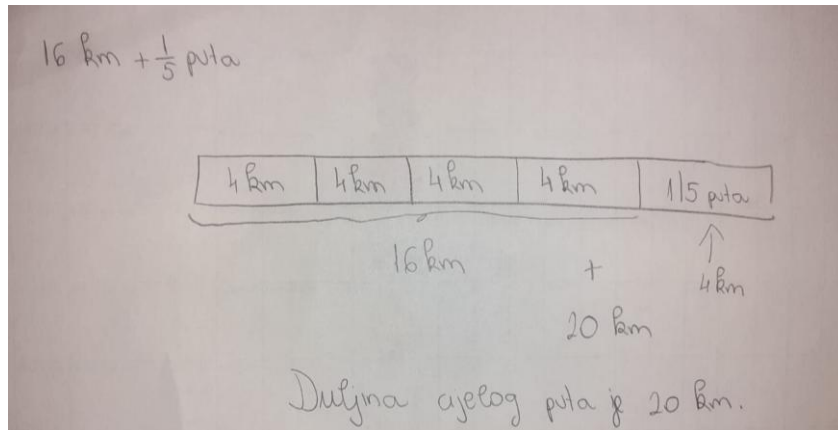 16 km + 1/5 puta
4 km 4 km 4 km 4 km 1/5 puta
16 km + 4 km
20 km
Duljina cijelog puta je 20 km.